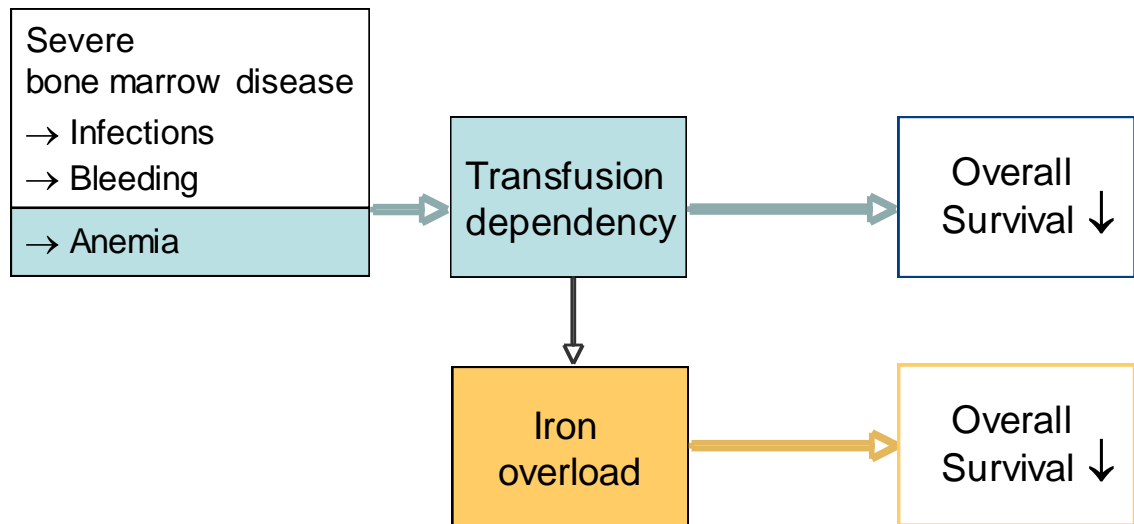 Severe
bone marrow disease
→ Infections
→ Bleeding
→ Anemia
Transfusion
dependency
Overall
Survival ↓
Iron
overload
Overall
Survival ↓